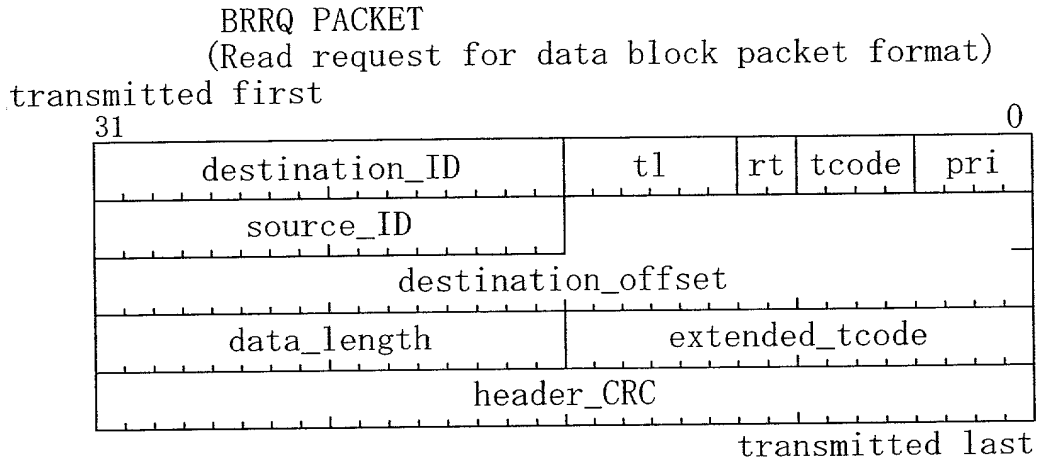 BRRQ PACKET
(Read request for data block packet format)
transmitted first
31 0
destination_ID tl rt tcode pri
source_ID
destination_offset
data_length extended_tcode
header_CRC
transmitted last